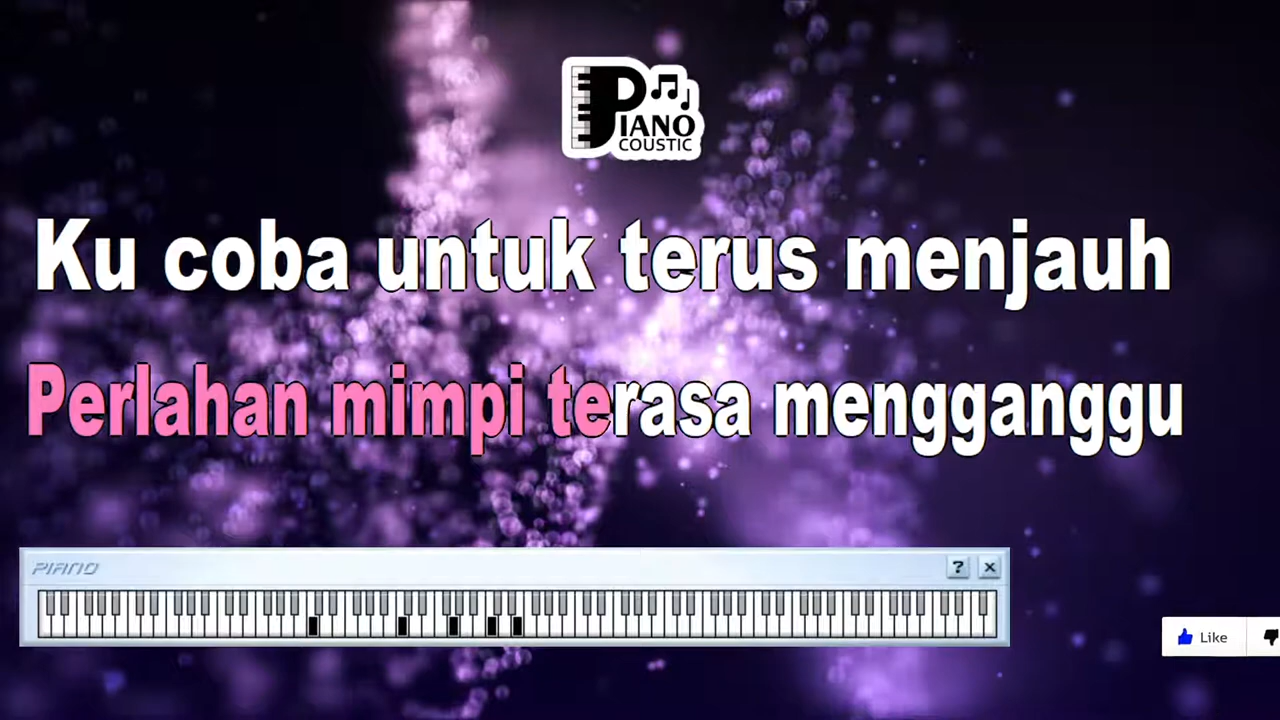 PIANO
COUSTIC
Ku coba untuk terus menjauh
Perlahan mimpi terasa mengganggu
PIANO
?
Like